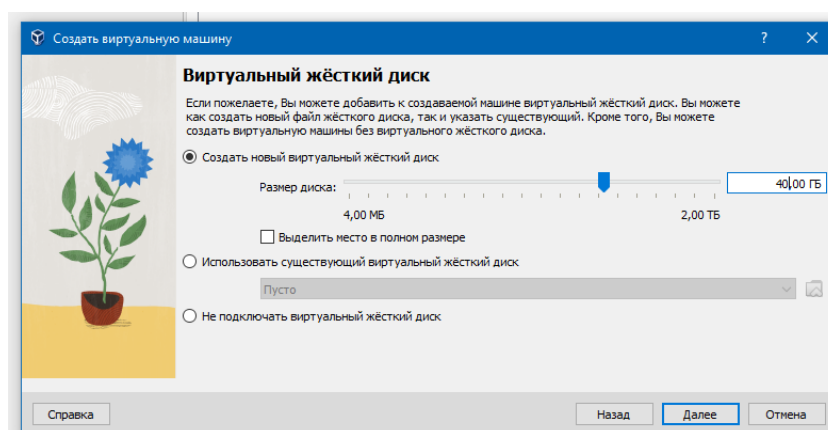 Создать виртуальную машину
Виртуальный жёсткий диск
Если пожелаете, Вы можете добавить к создаваемой машине виртуальный жёсткий диск. Вы можете
как создать новый файл жёсткого диска, так и указать существующий. Кроме того, Вы можете
создать виртуальную машины без виртуального жёсткого диска.
Создать новый виртуальный жёсткий диск
Размер диска:
40,00 ГБ
4,00 МБ
2,00 ТБ
Выделить место в полном размере
Использовать существующий виртуальный жёсткий диск
Пусто
Не подключать виртуальный жёсткий диск
Справка
Назад
Далее
Отмена